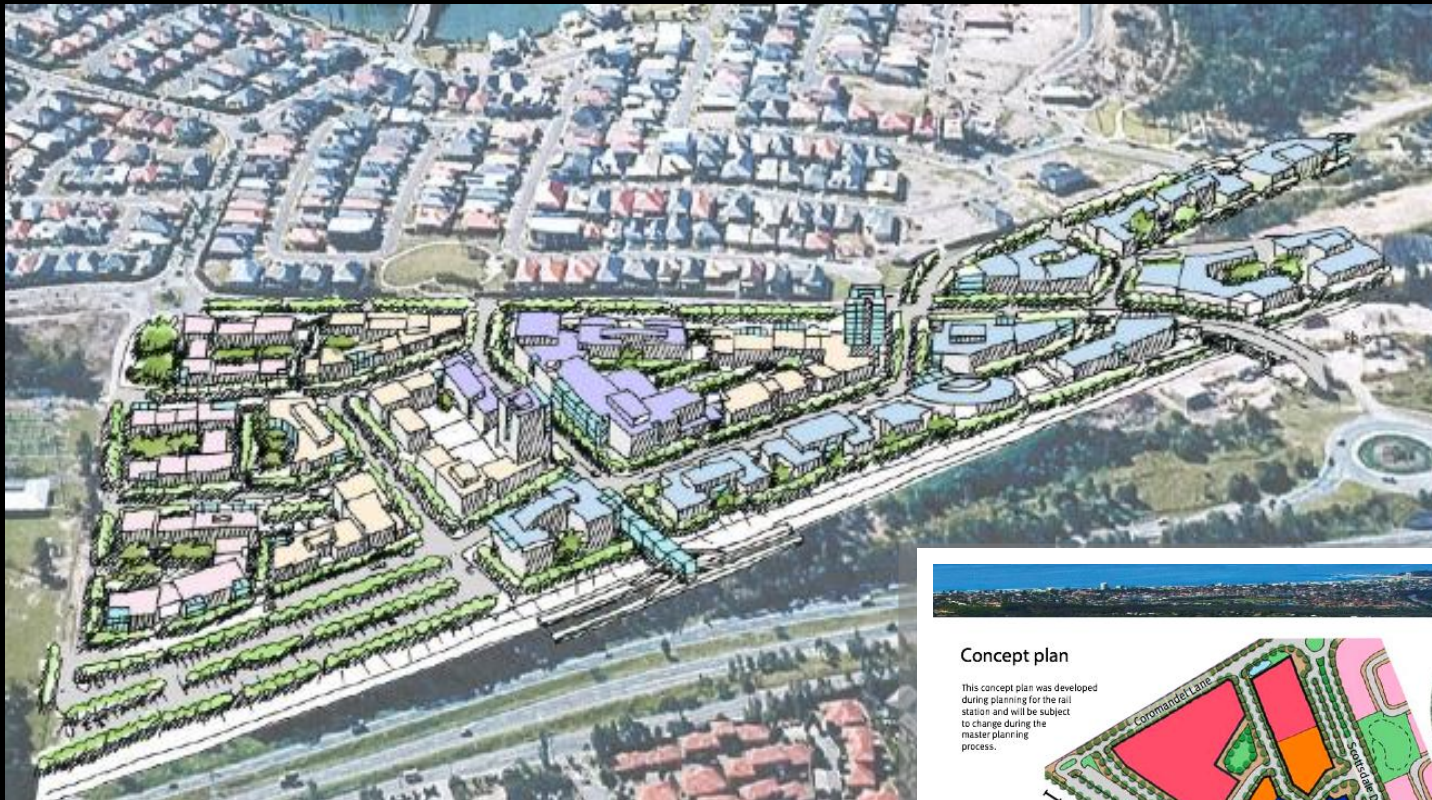 Concept plan
This concept plan was developed
during planning for the rail
station and will be subject
to change during the
master planning
process.
Coromandel Lane
Scottsdale D